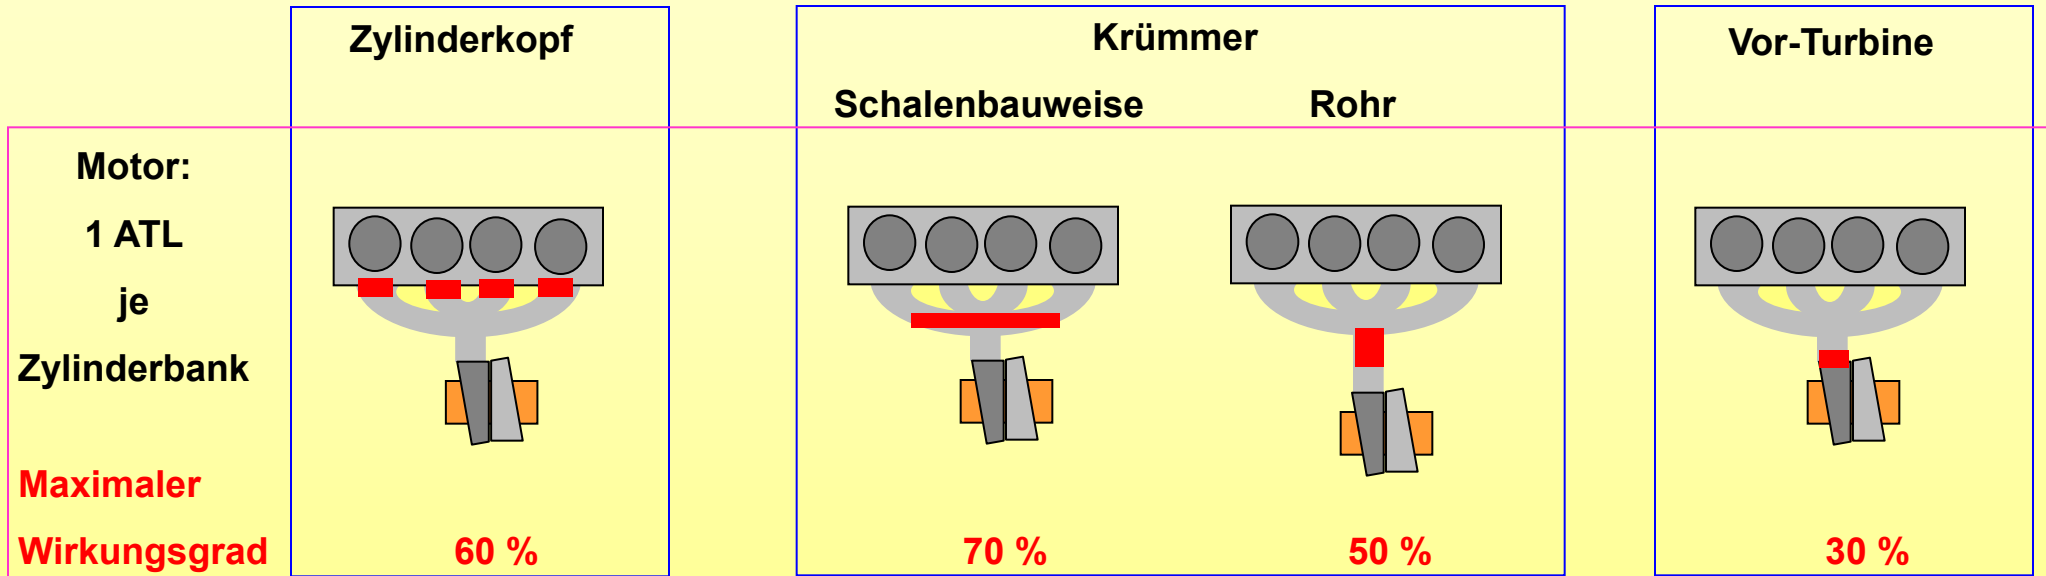 Zylinderkopf
Krümmer
Vor-Turbine
Schalenbauweise
Rohr
Motor:
1 ATL
je
Zylinderbank
Maximaler
Wirkungsgrad
60 %
70 %
50 %
30 %